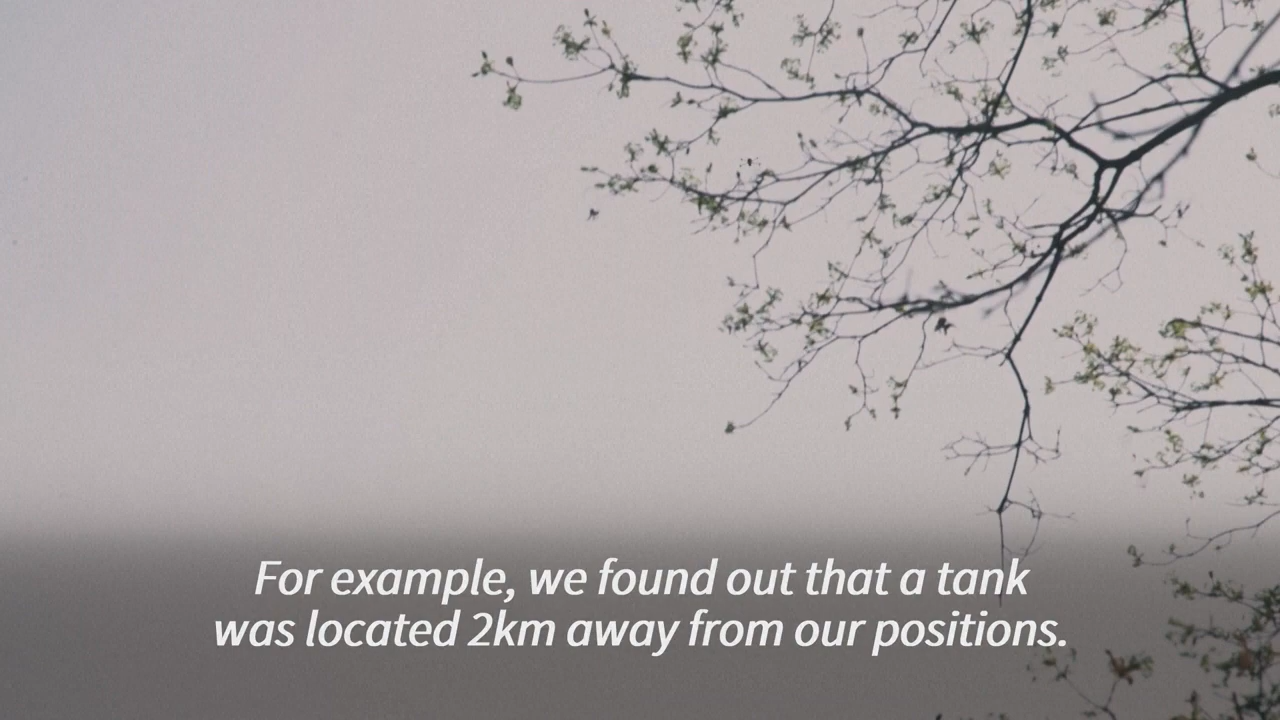 For example, we found out that a tank
was located 2km away from our positions.